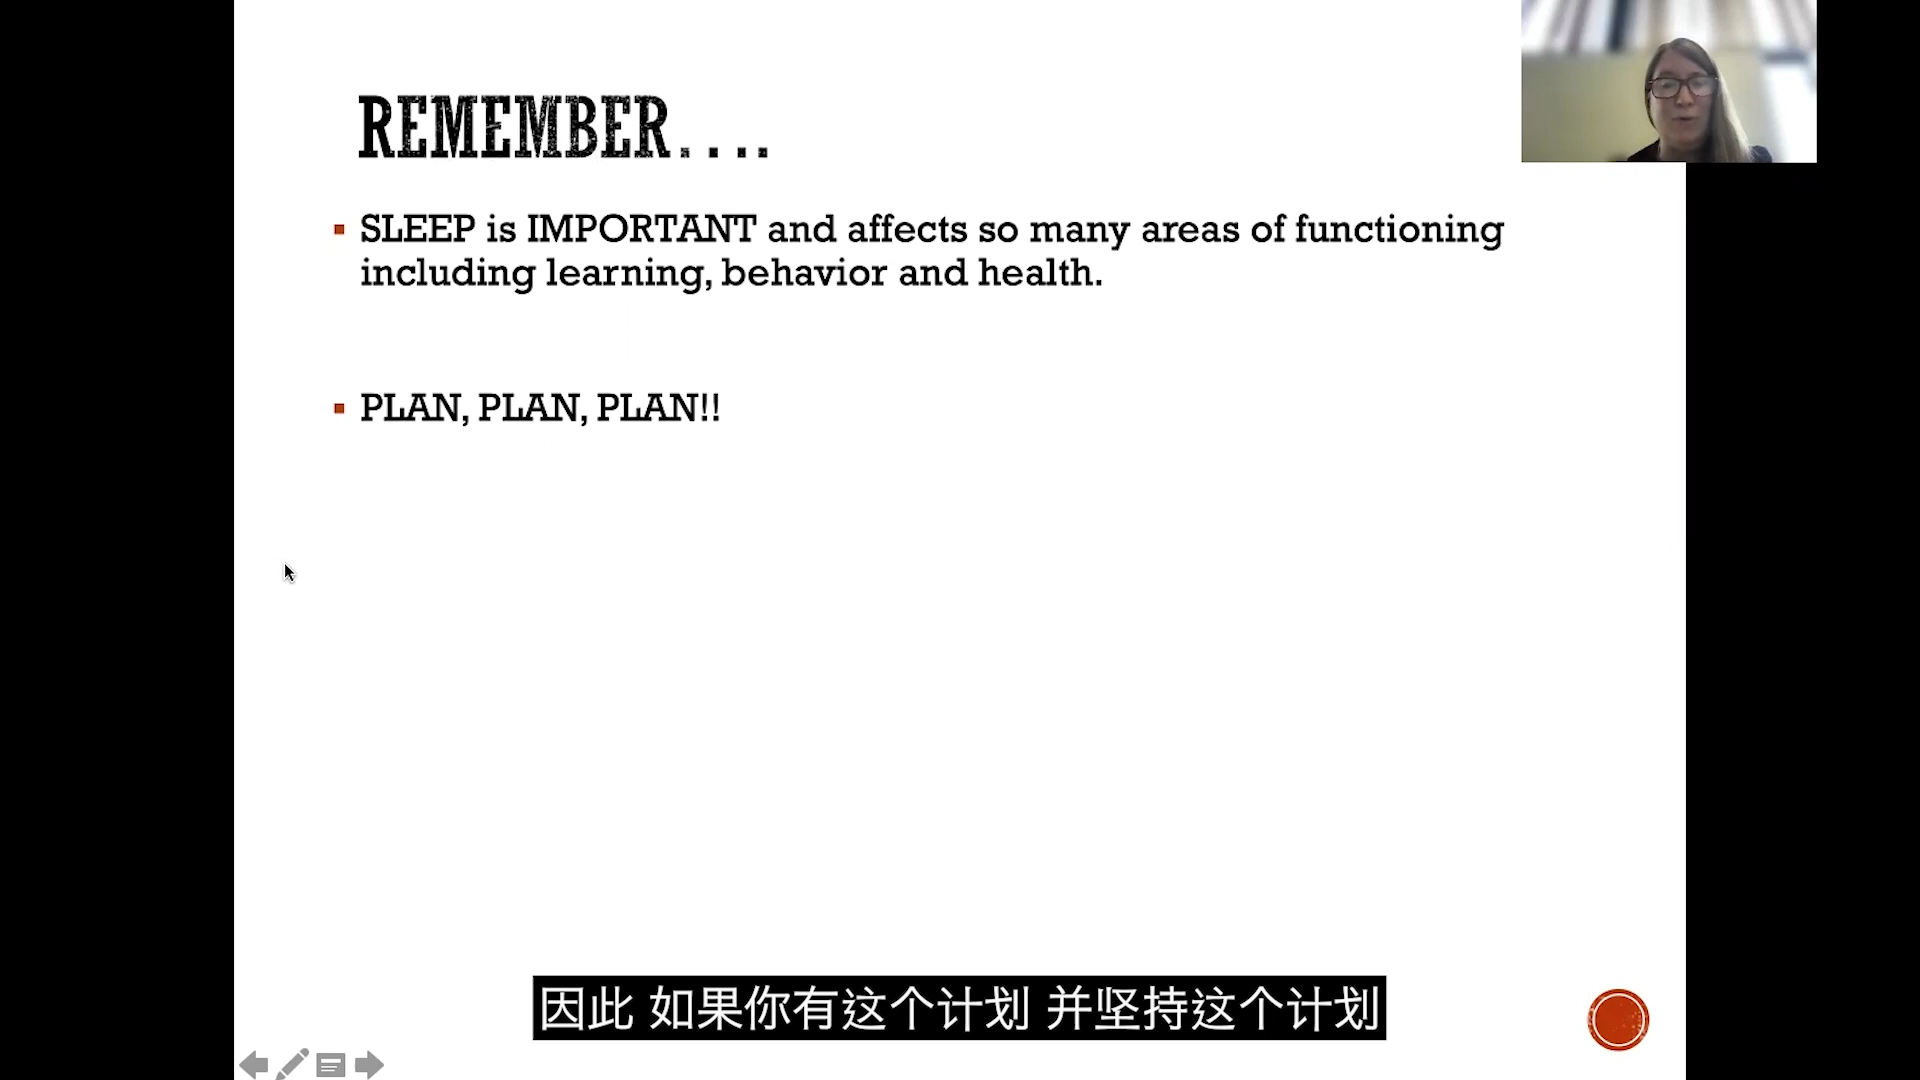 REMEMBER....
SLEEP is IMPORTANT and affects so many areas of functioning
including learning, behavior and health.
PLAN, PLAN, PLAN!!
因此 如果你有这个计划 并坚持这个计划